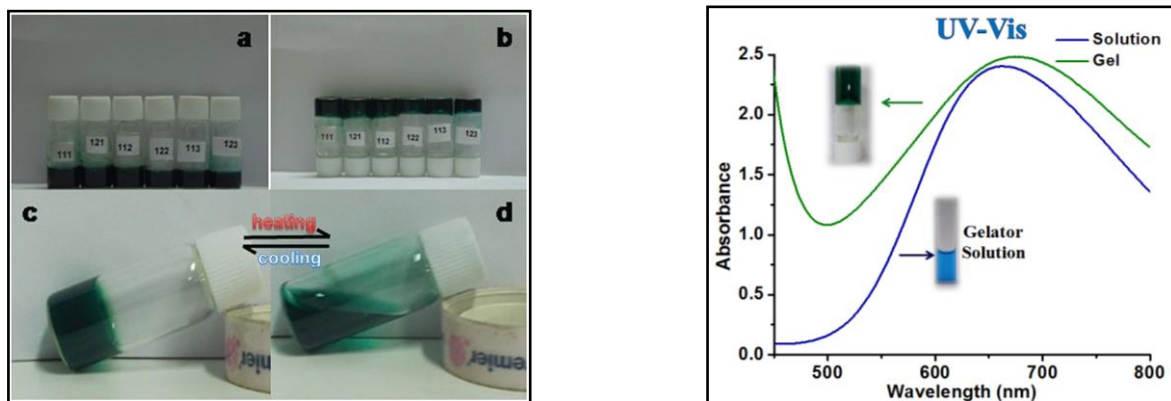 a
111 121 112 122 113 123
b
111 121 112 122 113 123
c
heating
cooling
d
emier
emier
UV-Vis
Solution
Gel
Gelator
Solution
Absorbance
2.5
2.0
1.5
1.0
0.5
0.0
500 600 700 800
Wavelength (nm)